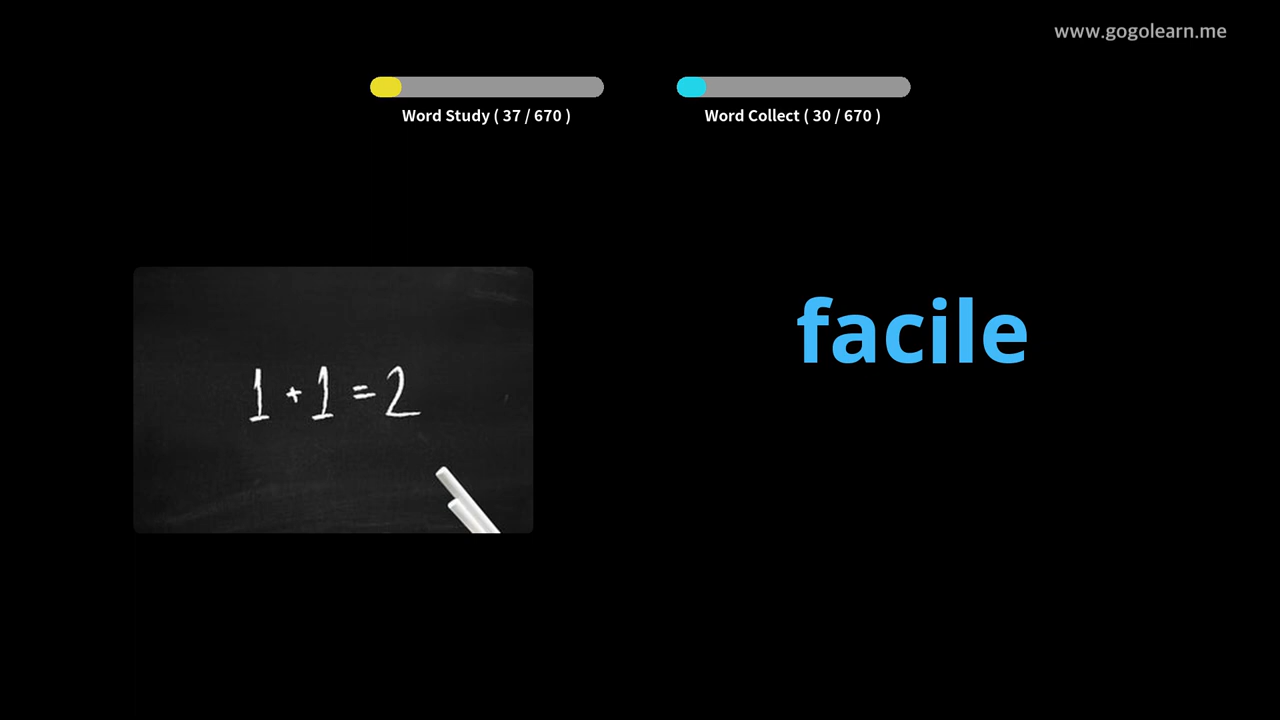 www.gogolearn.me
Word Study ( 37 / 670 )
Word Collect ( 30 / 670 )
1 + 1 = 2
facile